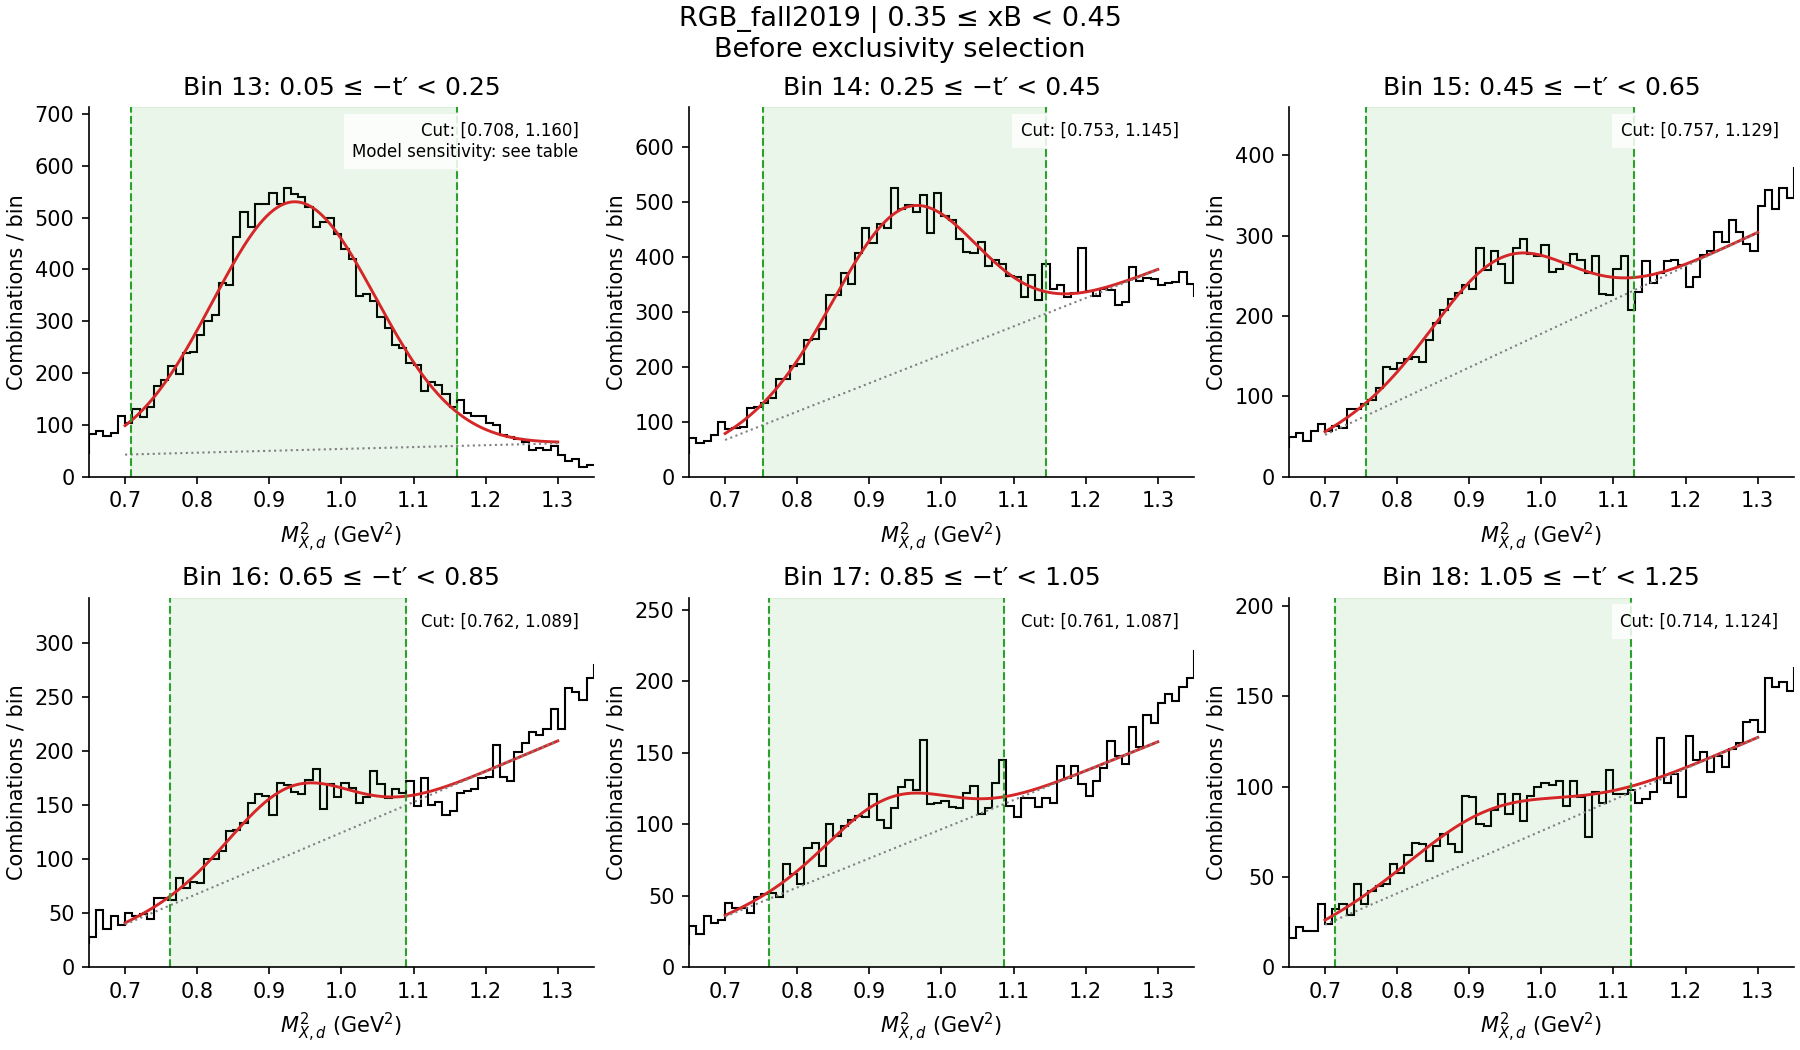 RGB_fall2019 | 0.35 ≤ xB < 0.45
Before exclusivity selection
Bin 13: 0.05 ≤ −t′ < 0.25
Cut: [0.708, 1.160]
Model sensitivity: see table
Combinations / bin
700
600
500
400
300
200
100
0
0.7 0.8 0.9 1.0 1.1 1.2 1.3
M²X,d (GeV²)
Bin 14: 0.25 ≤ −t′ < 0.45
Cut: [0.753, 1.145]
Combinations / bin
600
500
400
300
200
100
0
0.7 0.8 0.9 1.0 1.1 1.2 1.3
M²X,d (GeV²)
Bin 15: 0.45 ≤ −t′ < 0.65
Cut: [0.757, 1.129]
Combinations / bin
400
300
200
100
0
0.7 0.8 0.9 1.0 1.1 1.2 1.3
M²X,d (GeV²)
Bin 16: 0.65 ≤ −t′ < 0.85
Cut: [0.762, 1.089]
Combinations / bin
300
250
200
150
100
50
0
0.7 0.8 0.9 1.0 1.1 1.2 1.3
M²X,d (GeV²)
Bin 17: 0.85 ≤ −t′ < 1.05
Cut: [0.761, 1.087]
Combinations / bin
250
200
150
100
50
0
0.7 0.8 0.9 1.0 1.1 1.2 1.3
M²X,d (GeV²)
Bin 18: 1.05 ≤ −t′ < 1.25
Cut: [0.714, 1.124]
Combinations / bin
200
150
100
50
0
0.7 0.8 0.9 1.0 1.1 1.2 1.3
M²X,d (GeV²)